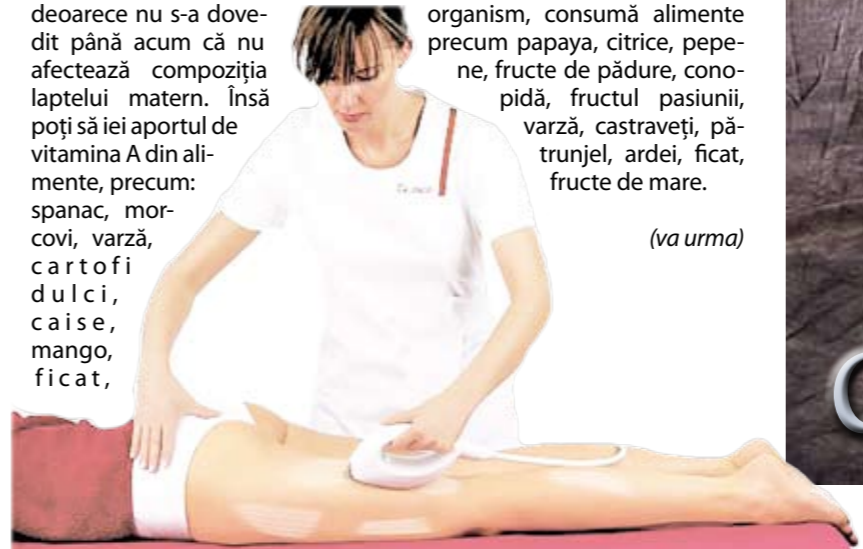 deoarece nu s-a dove-
dit până acum că nu
afectează compoziția
laptelui matern. Însă
poți să iei aportul de
vitamina A din ali-
mente, precum:
spanac, mor-
covi, varză,
cartofi
dulci,
caise,
mango,
ficat,
organism, consumă alimente
precum papaya, citrice, pepe-
ne, fructe de pădure, cono-
pidă, fructul pasiunii,
varză, castraveți, pă-
trunjel, ardei, ficat,
fructe de mare.
(va urma)